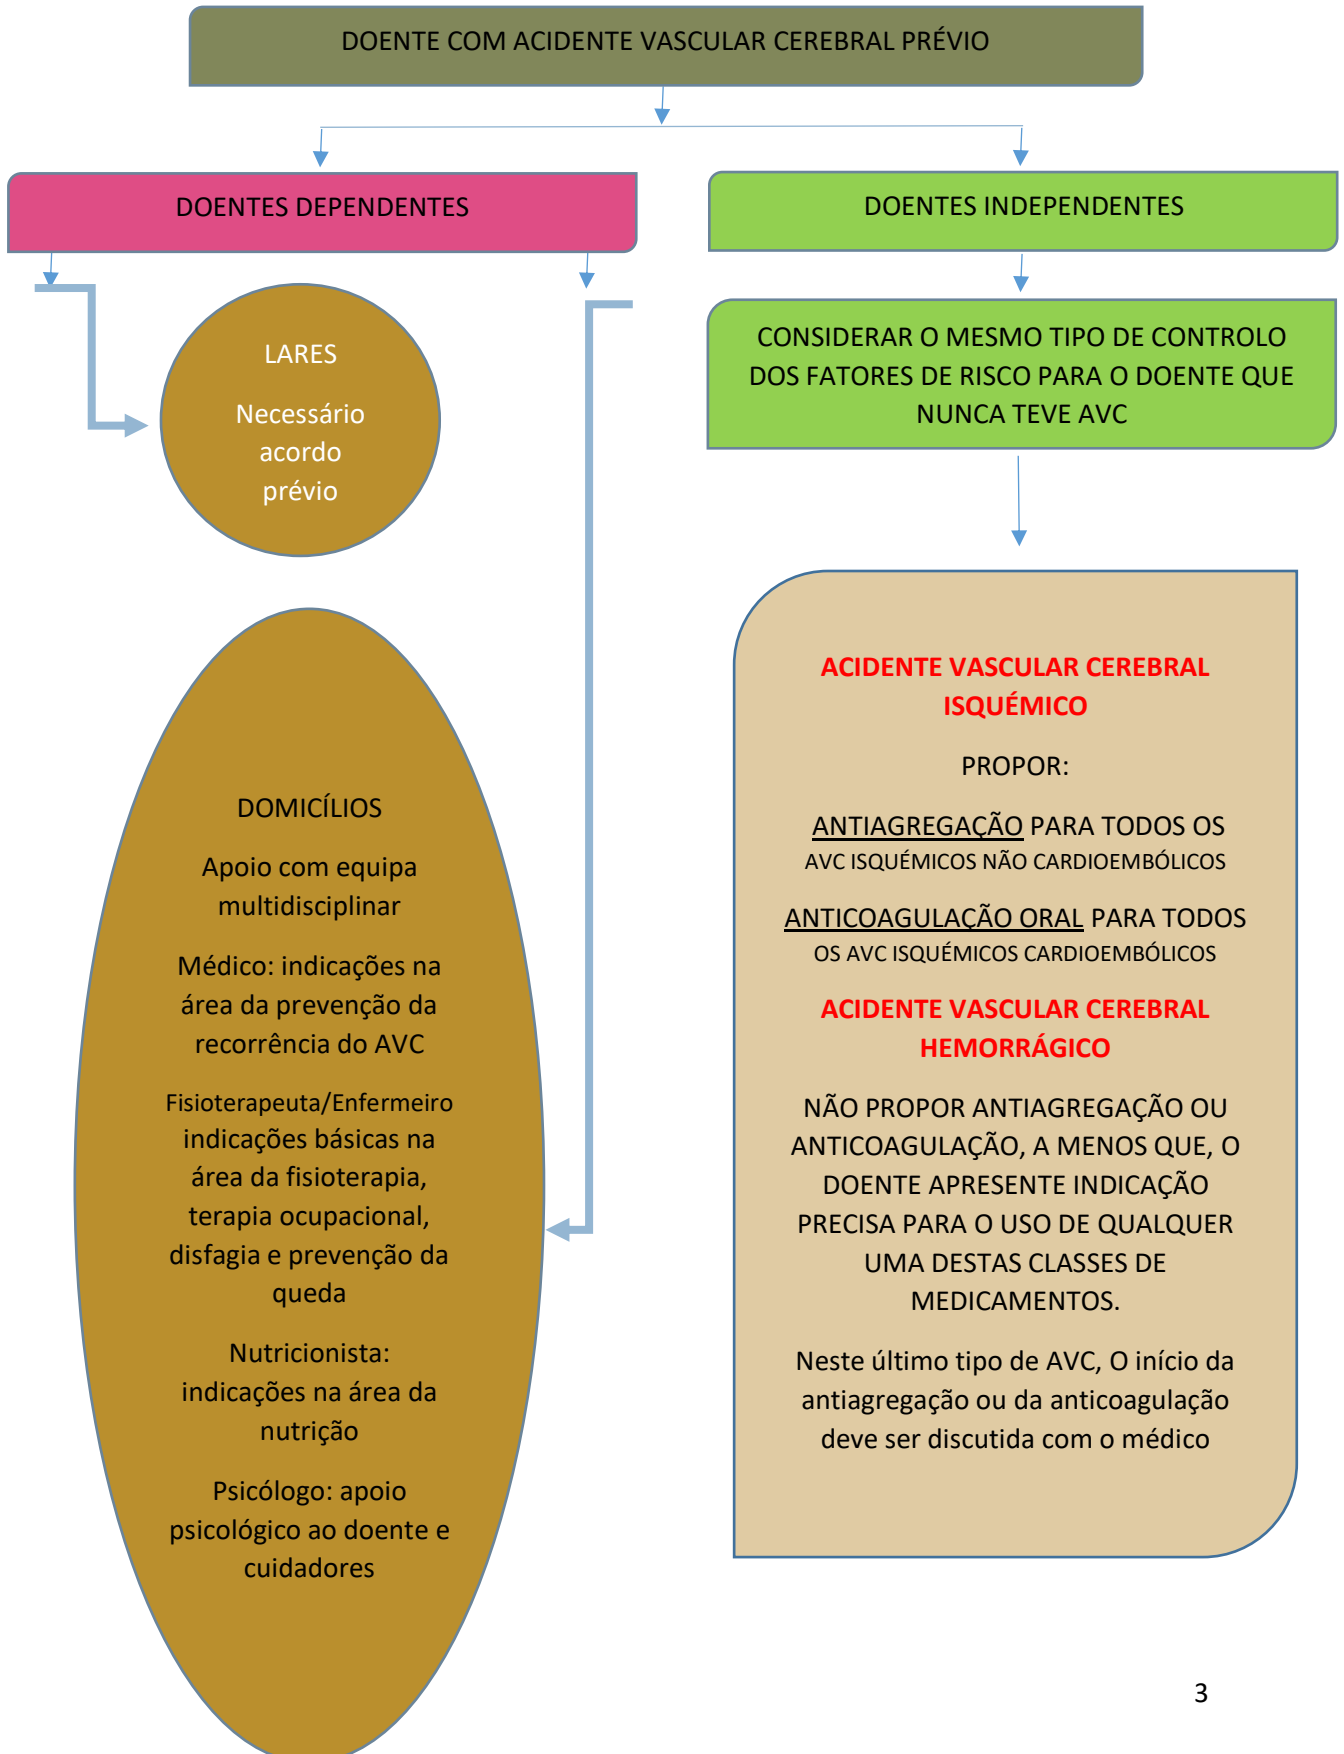 DOENTE COM ACIDENTE VASCULAR CEREBRAL PRÉVIO
DOENTES DEPENDENTES
DOENTES INDEPENDENTES
LARES
Necessário
acordo
prévio
CONSIDERAR O MESMO TIPO DE CONTROLO
DOS FATORES DE RISCO PARA O DOENTE QUE
NUNCA TEVE AVC
DOMICÍLIOS
Apoio com equipa
multidisciplinar
Médico: indicações na
área da prevenção da
recorrência do AVC
Fisioterapeuta/Enfermeiro
indicações básicas na
área da fisioterapia,
terapia ocupacional,
disfagia e prevenção da
queda
Nutricionista:
indicações na área da
nutrição
Psicólogo: apoio
psicológico ao doente e
cuidadores
ACIDENTE VASCULAR CEREBRAL
ISQUÉMICO
PROPOR:
ANTIAGREGAÇÃO PARA TODOS OS
AVC ISQUÉMICOS NÃO CARDIOEMBÓLICOS
ANTICOAGULAÇÃO ORAL PARA TODOS
OS AVC ISQUÉMICOS CARDIOEMBÓLICOS
ACIDENTE VASCULAR CEREBRAL
HEMORRÁGICO
NÃO PROPOR ANTIAGREGAÇÃO OU
ANTICOAGULAÇÃO, A MENOS QUE, O
DOENTE APRESENTE INDICAÇÃO
PRECISA PARA O USO DE QUALQUER
UMA DESTAS CLASSES DE
MEDICAMENTOS.
Neste último tipo de AVC, O início da
antiagregação ou da anticoagulação
deve ser discutida com o médico
3